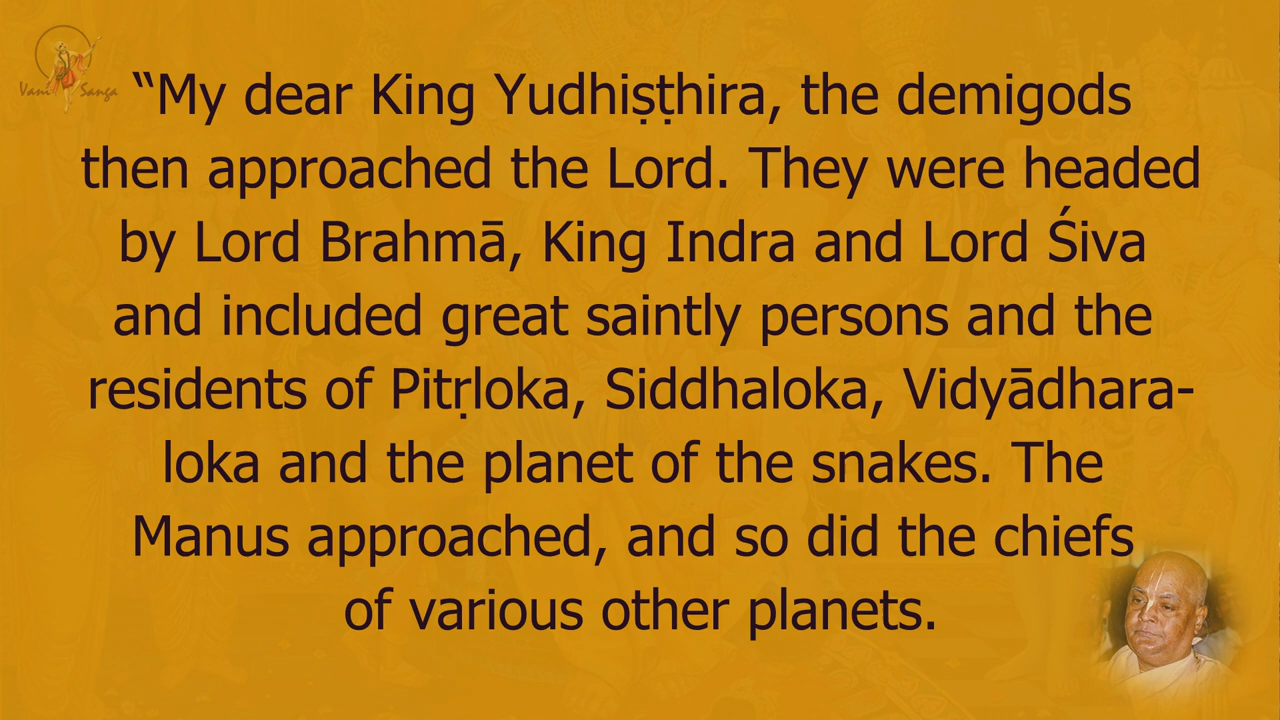 Vani Sanga
“My dear King Yudhiṣṭhira, the demigods
then approached the Lord. They were headed
by Lord Brahmā, King Indra and Lord Śiva
and included great saintly persons and the
residents of Pitṛloka, Siddhaloka, Vidyādhara-
loka and the planet of the snakes. The
Manus approached, and so did the chiefs
of various other planets.